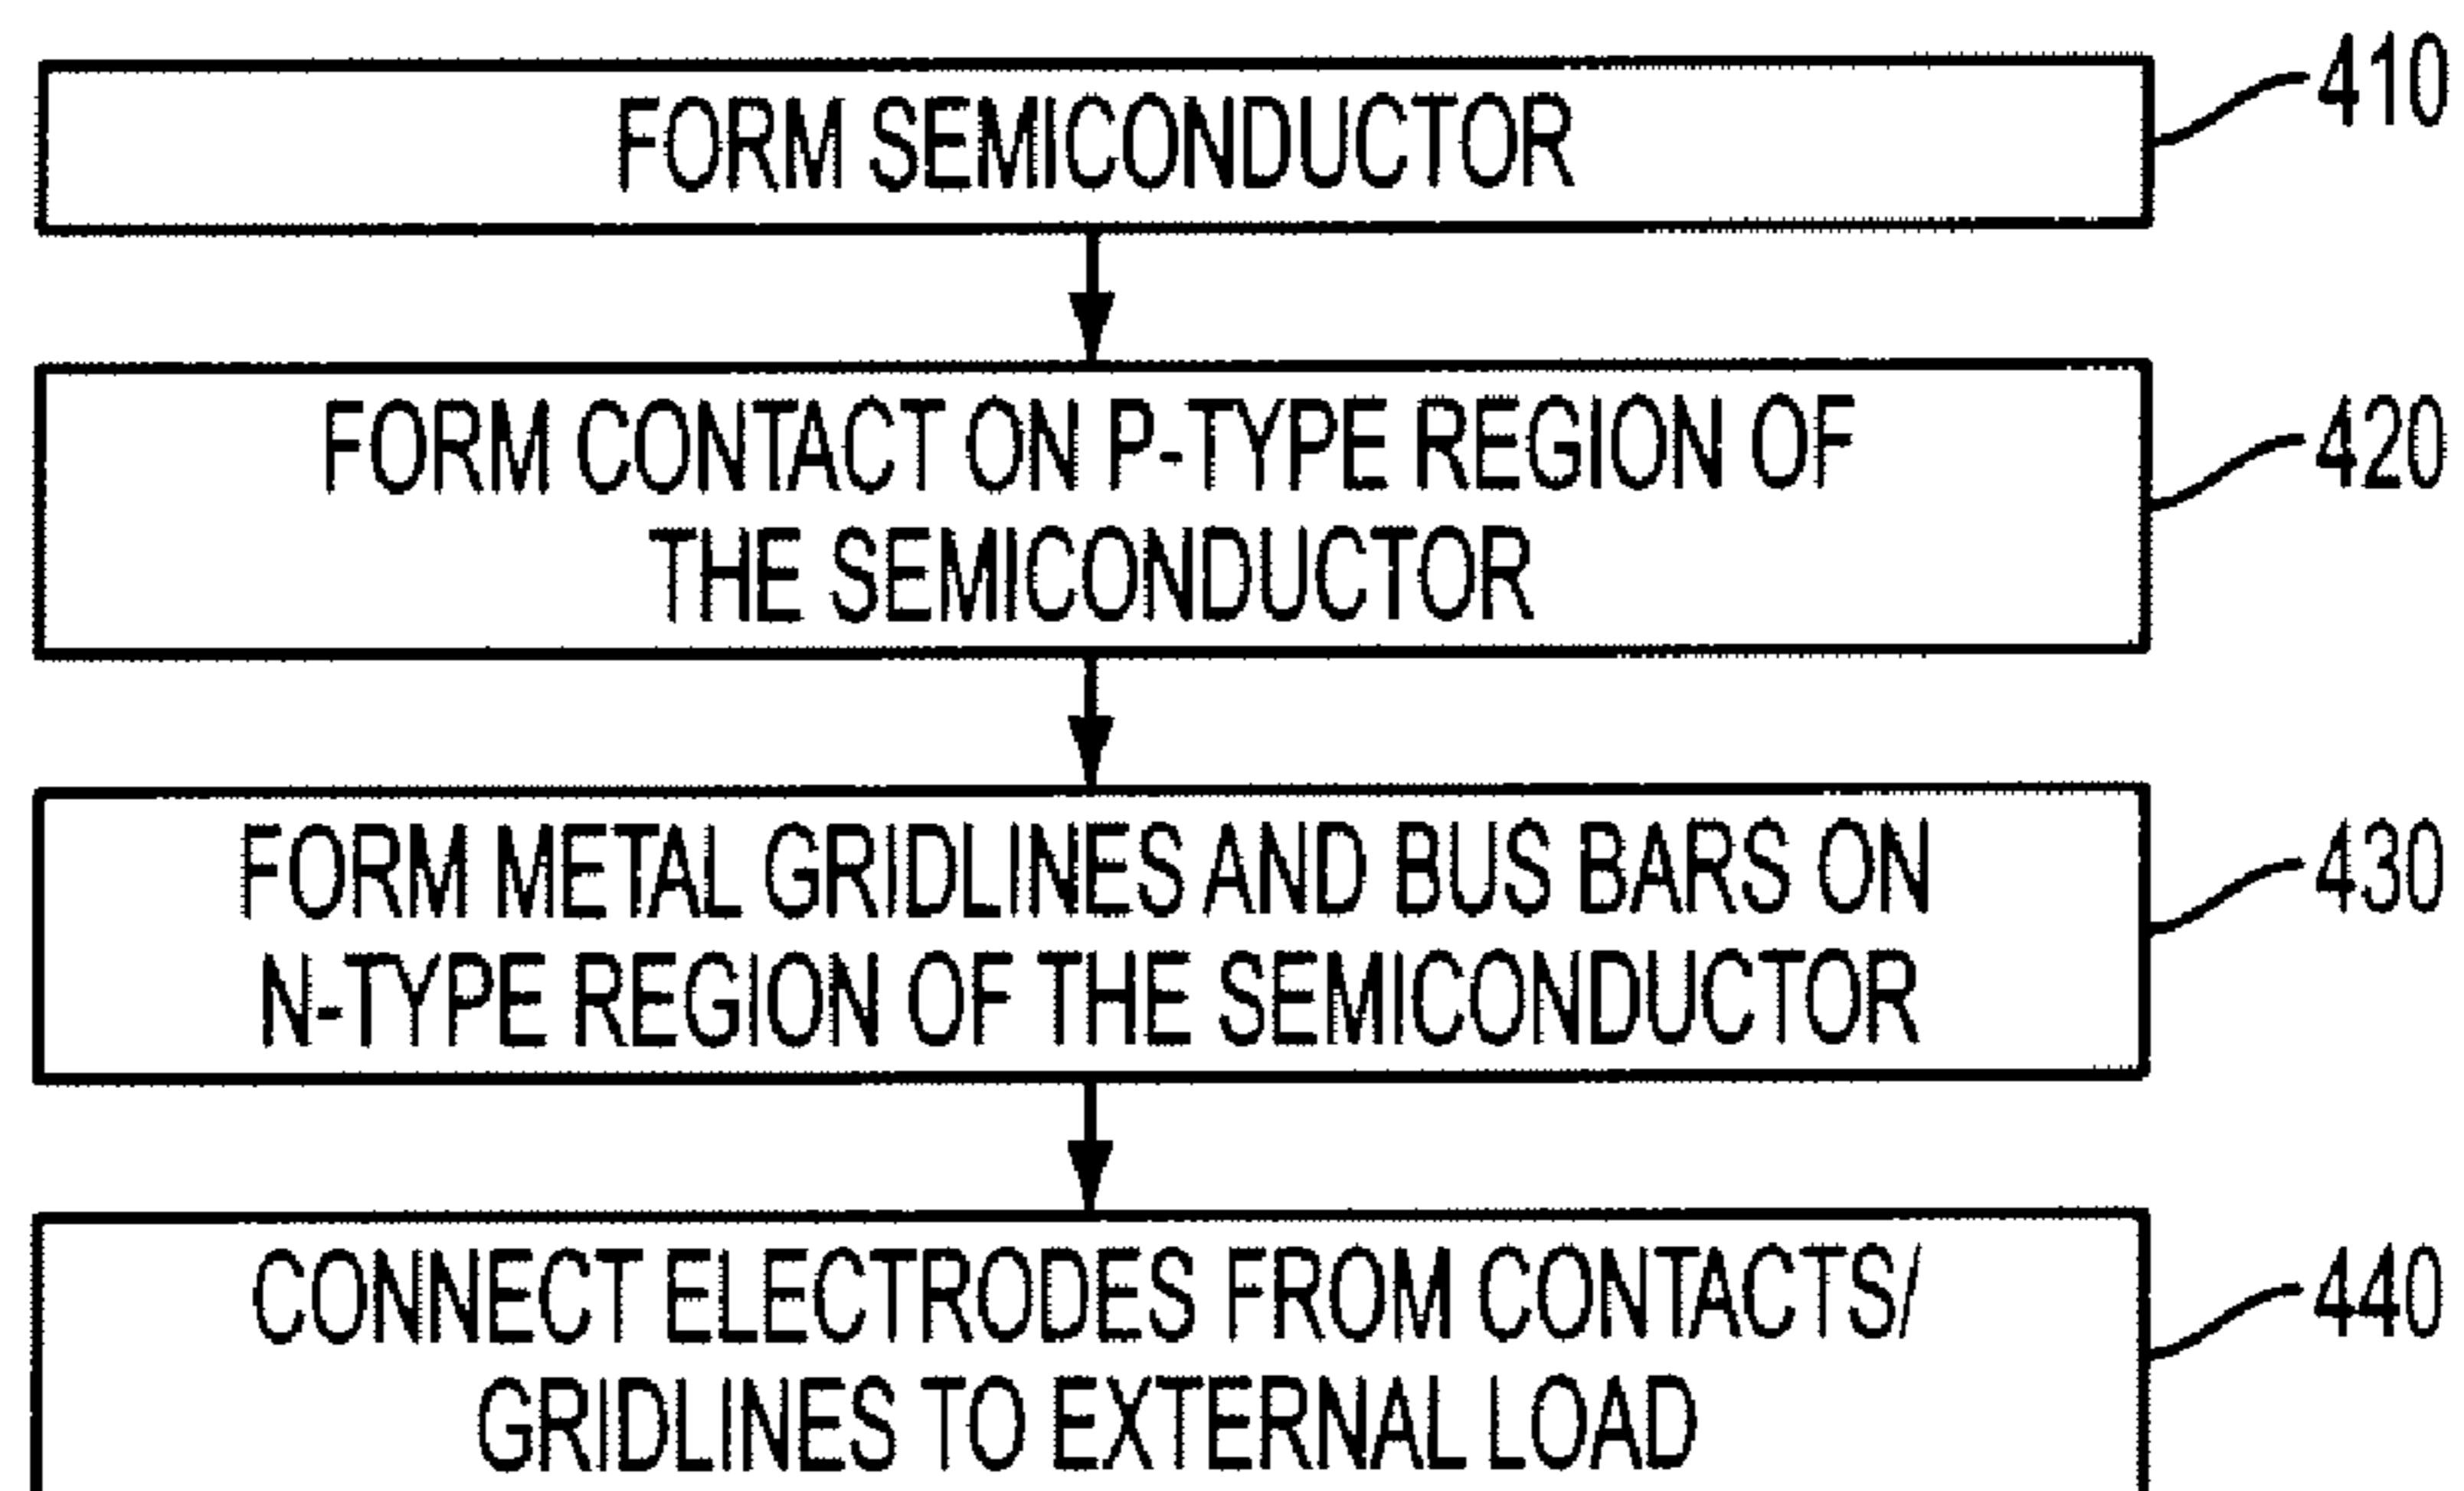 FORM SEMICONDUCTOR
410
FORM CONTACT ON P-TYPE REGION OF
THE SEMICONDUCTOR
420
FORM METAL GRIDLINES AND BUS BARS ON
N-TYPE REGION OF THE SEMICONDUCTOR
430
CONNECT ELECTRODES FROM CONTACTS/
GRIDLINES TO EXTERNAL LOAD
440